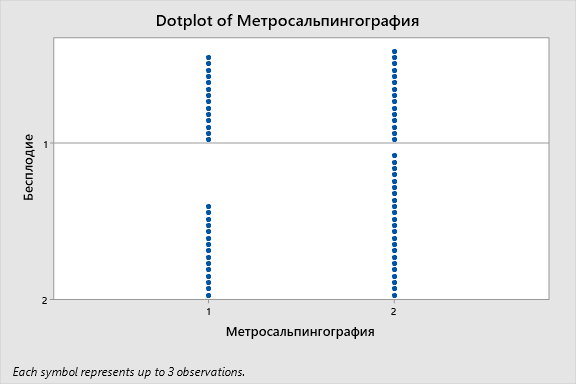 Dotplot of Метросальпингография
Бесплодие
1
2
1 2
Метросальпингография
Each symbol represents up to 3 observations.